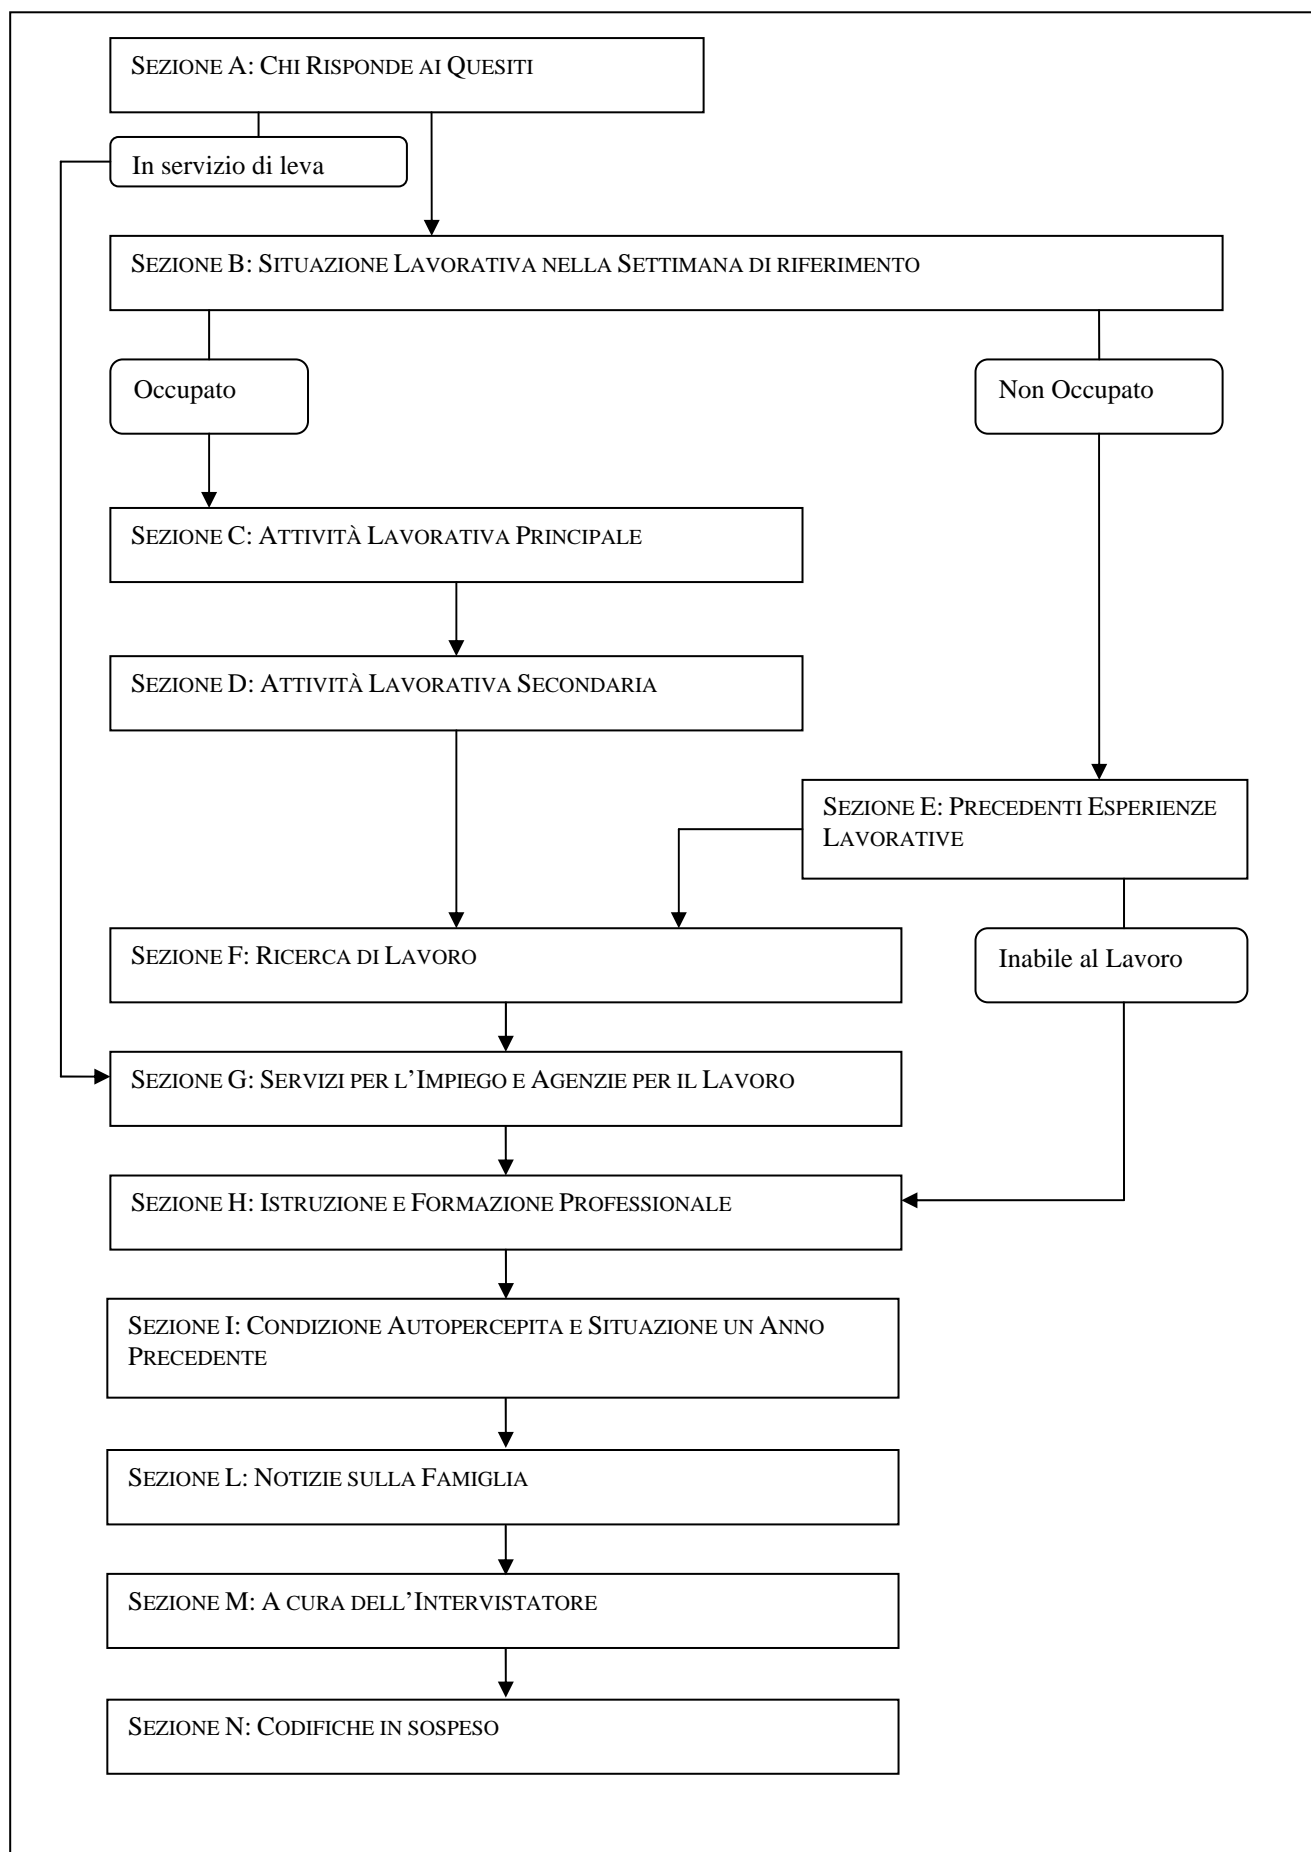 SEZIONE A: CHI RISPONDE AI QUESITI
In servizio di leva
SEZIONE B: SITUAZIONE LAVORATIVA NELLA SETTIMANA DI RIFERIMENTO
Occupato
Non Occupato
SEZIONE C: ATTIVITÀ LAVORATIVA PRINCIPALE
SEZIONE D: ATTIVITÀ LAVORATIVA SECONDARIA
SEZIONE E: PRECEDENTI ESPERIENZE
LAVORATIVE
SEZIONE F: RICERCA DI LAVORO
Inabile al Lavoro
SEZIONE G: SERVIZI PER L'IMPIEGO E AGENZIE PER IL LAVORO
SEZIONE H: ISTRUZIONE E FORMAZIONE PROFESSIONALE
SEZIONE I: CONDIZIONE AUTOPERCEPITA E SITUAZIONE UN ANNO
PRECEDENTE
SEZIONE L: NOTIZIE SULLA FAMIGLIA
SEZIONE M: A CURA DELL'INTERVISTATORE
SEZIONE N: CODIFICHE IN SOSPESO